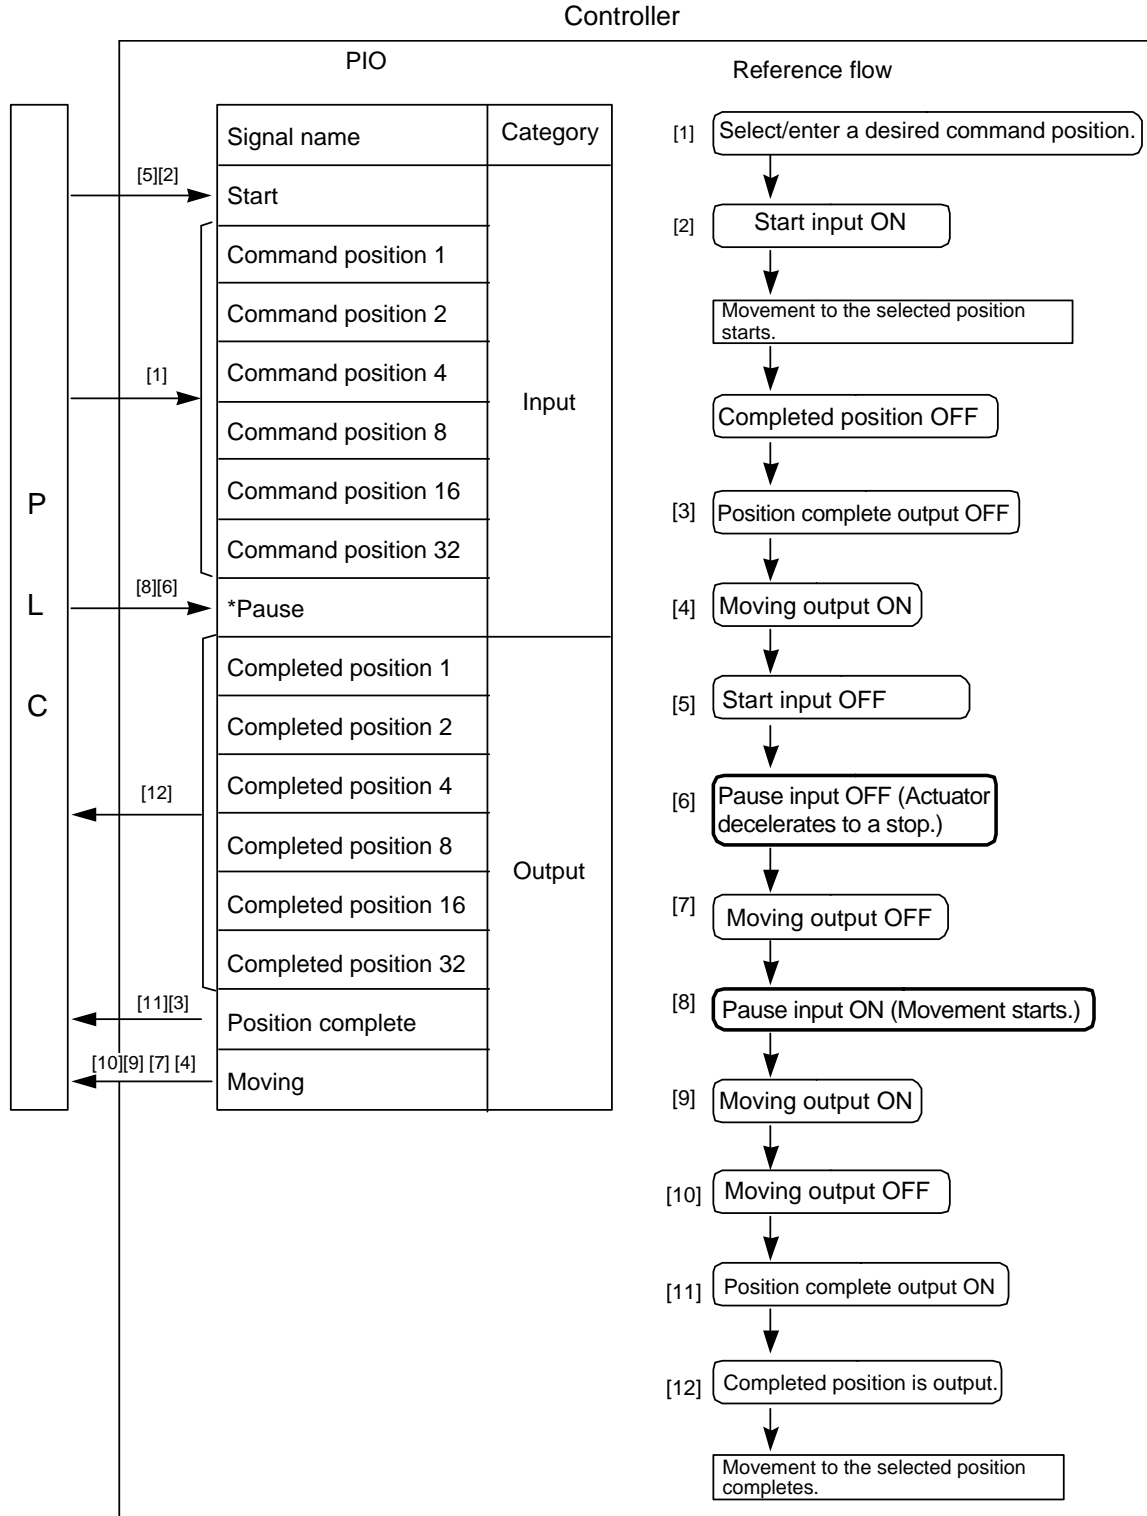 Controller
PIO
Reference flow
P
L
C
Signal name
Category
[5][2]
Start
Command position 1
Command position 2
Command position 4
[1]
Command position 8
Command position 16
Command position 32
Input
[8][6]
*Pause
Completed position 1
Completed position 2
Completed position 4
[12]
Completed position 8
Completed position 16
Completed position 32
Output
[11][3]
Position complete
[10][9] [7] [4]
Moving
[1]
Select/enter a desired command position.
[2]
Start input ON
Movement to the selected position
starts.
Completed position OFF
[3]
Position complete output OFF
[4]
Moving output ON
[5]
Start input OFF
[6]
Pause input OFF (Actuator
decelerates to a stop.)
[7]
Moving output OFF
[8]
Pause input ON (Movement starts.)
[9]
Moving output ON
[10]
Moving output OFF
[11]
Position complete output ON
[12]
Completed position is output.
Movement to the selected position
completes.